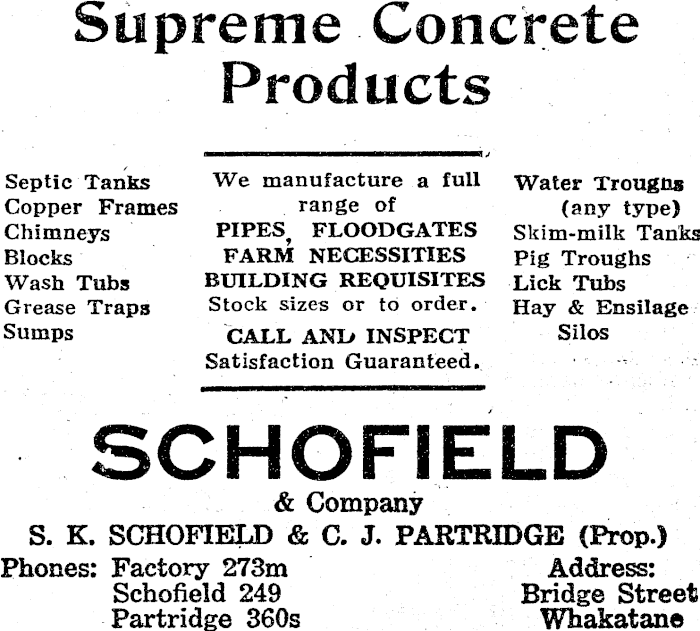 Supreme Concrete
Products
Septic Tanks
Copper Frames
Chimneys
Blocks
Wash Tubs
Grease Traps
Sumps
We manufacture a full
range of
PIPES, FLOODGATES
FARM NECESSITIES
BUILDING REQUISITES
Stock sizes or to order.
CALL AND INSPECT
Satisfaction Guaranteed.
Water Troughs
(any type)
Skim-milk Tanks
Pig Troughs
Lick Tubs
Hay & Ensilage
Silos
SCHOFIELD
& Company
S. K. SCHOFIELD & C. J. PARTRIDGE (Prop.)
Phones: Factory 273m
Schofield 249
Partridge 360s
Address:
Bridge Street
Whakatane